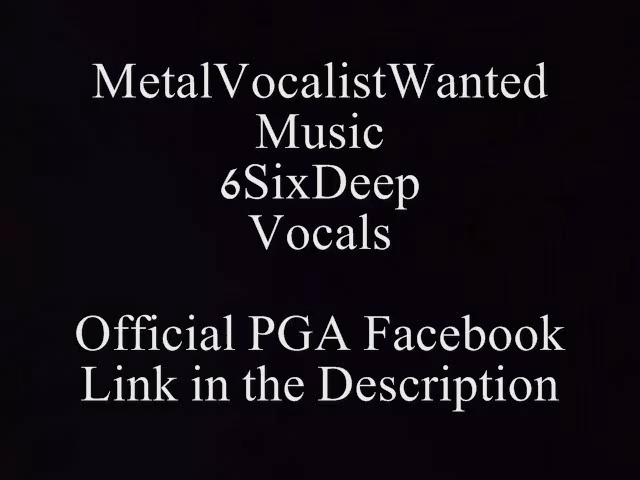 MetalVocalistWanted
Music
6SixDeep
Vocals
Official PGA Facebook
Link in the Description